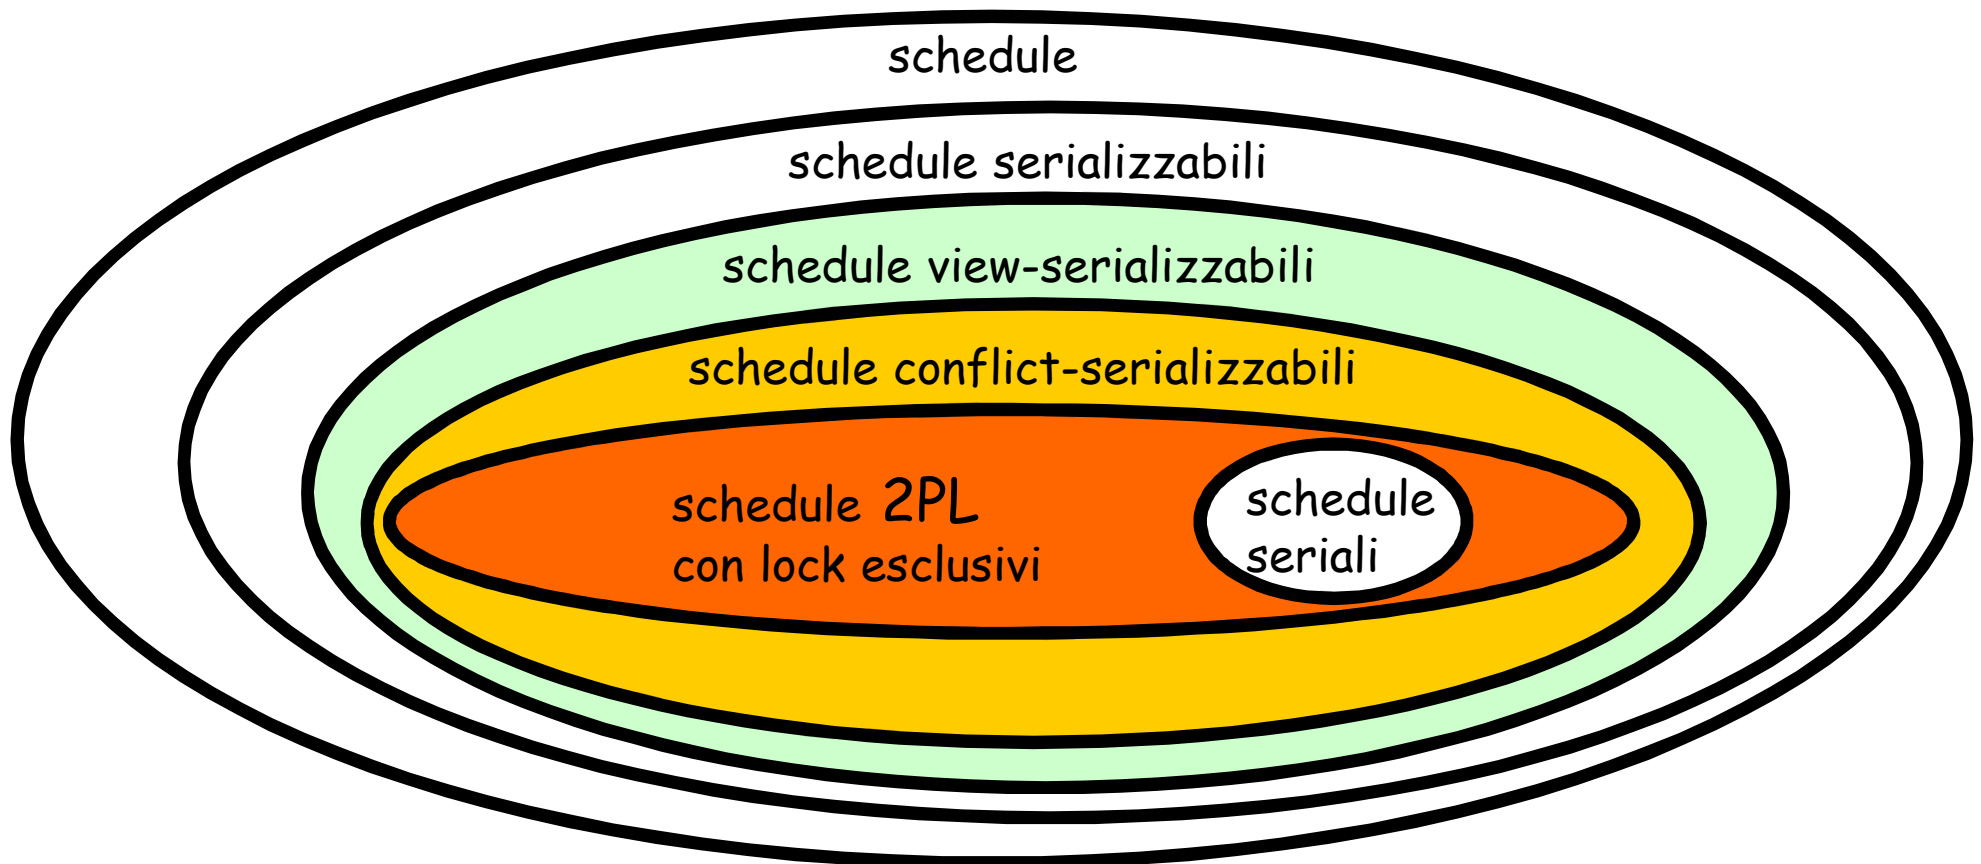 schedule
schedule serializzabili
schedule view-serializzabili
schedule conflict-serializzabili
schedule 2PL
con lock esclusivi
schedule
seriali